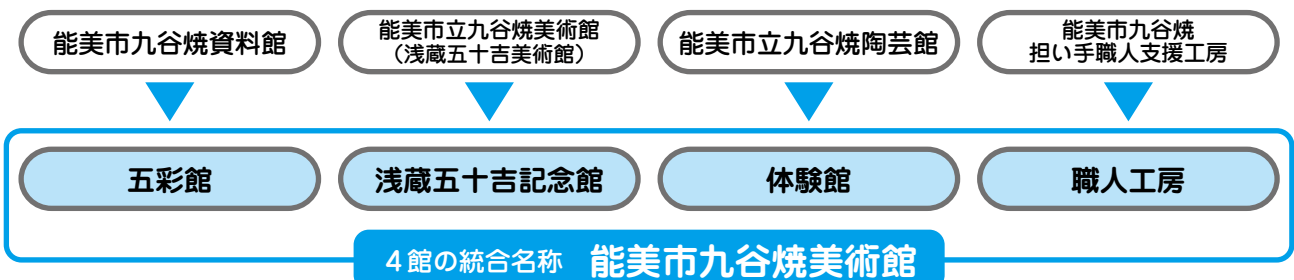 能美市九谷焼資料館
能美市立九谷焼美術館
（浅蔵五十吉美術館）
能美市立九谷焼陶芸館
能美市九谷焼
担い手職人支援工房
五彩館
浅蔵五十吉記念館
体験館
職人工房
4館の統合名称 能美市九谷焼美術館